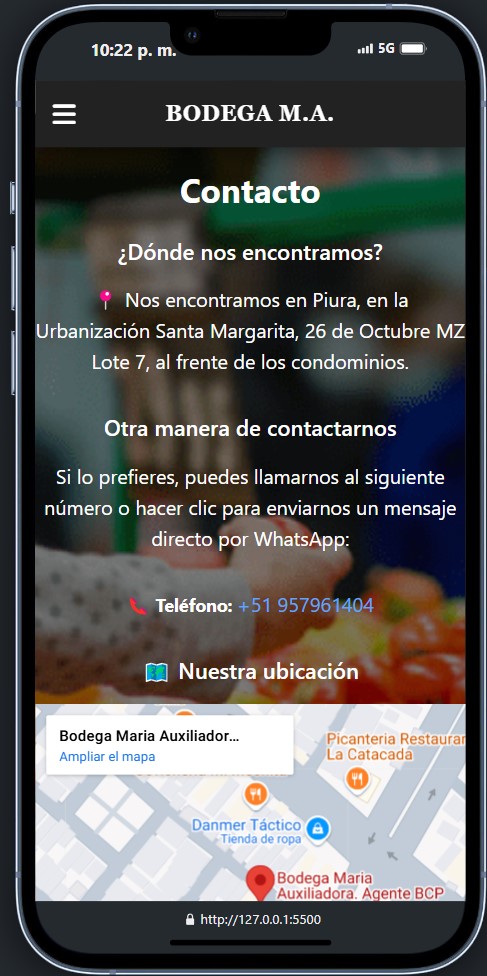 10:22 p. m.
5G
BODEGA M.A.
Contacto
¿Dónde nos encontramos?
Nos encontramos en Piura, en la
Urbanización Santa Margarita, 26 de Octubre MZ
Lote 7, al frente de los condominios.
Otra manera de contactarnos
Si lo prefieres, puedes llamarnos al siguiente
número o hacer clic para enviarnos un mensaje
directo por WhatsApp:
Teléfono: +51 957961404
Nuestra ubicación
Bodega Maria Auxiliador...
Ampliar el mapa
Picanteria Restaurar
La Catacada
Danmer Táctico
Tienda de ropa
Bodega Maria
Auxiliadora. Agente BCP
http://127.0.0.1:5500